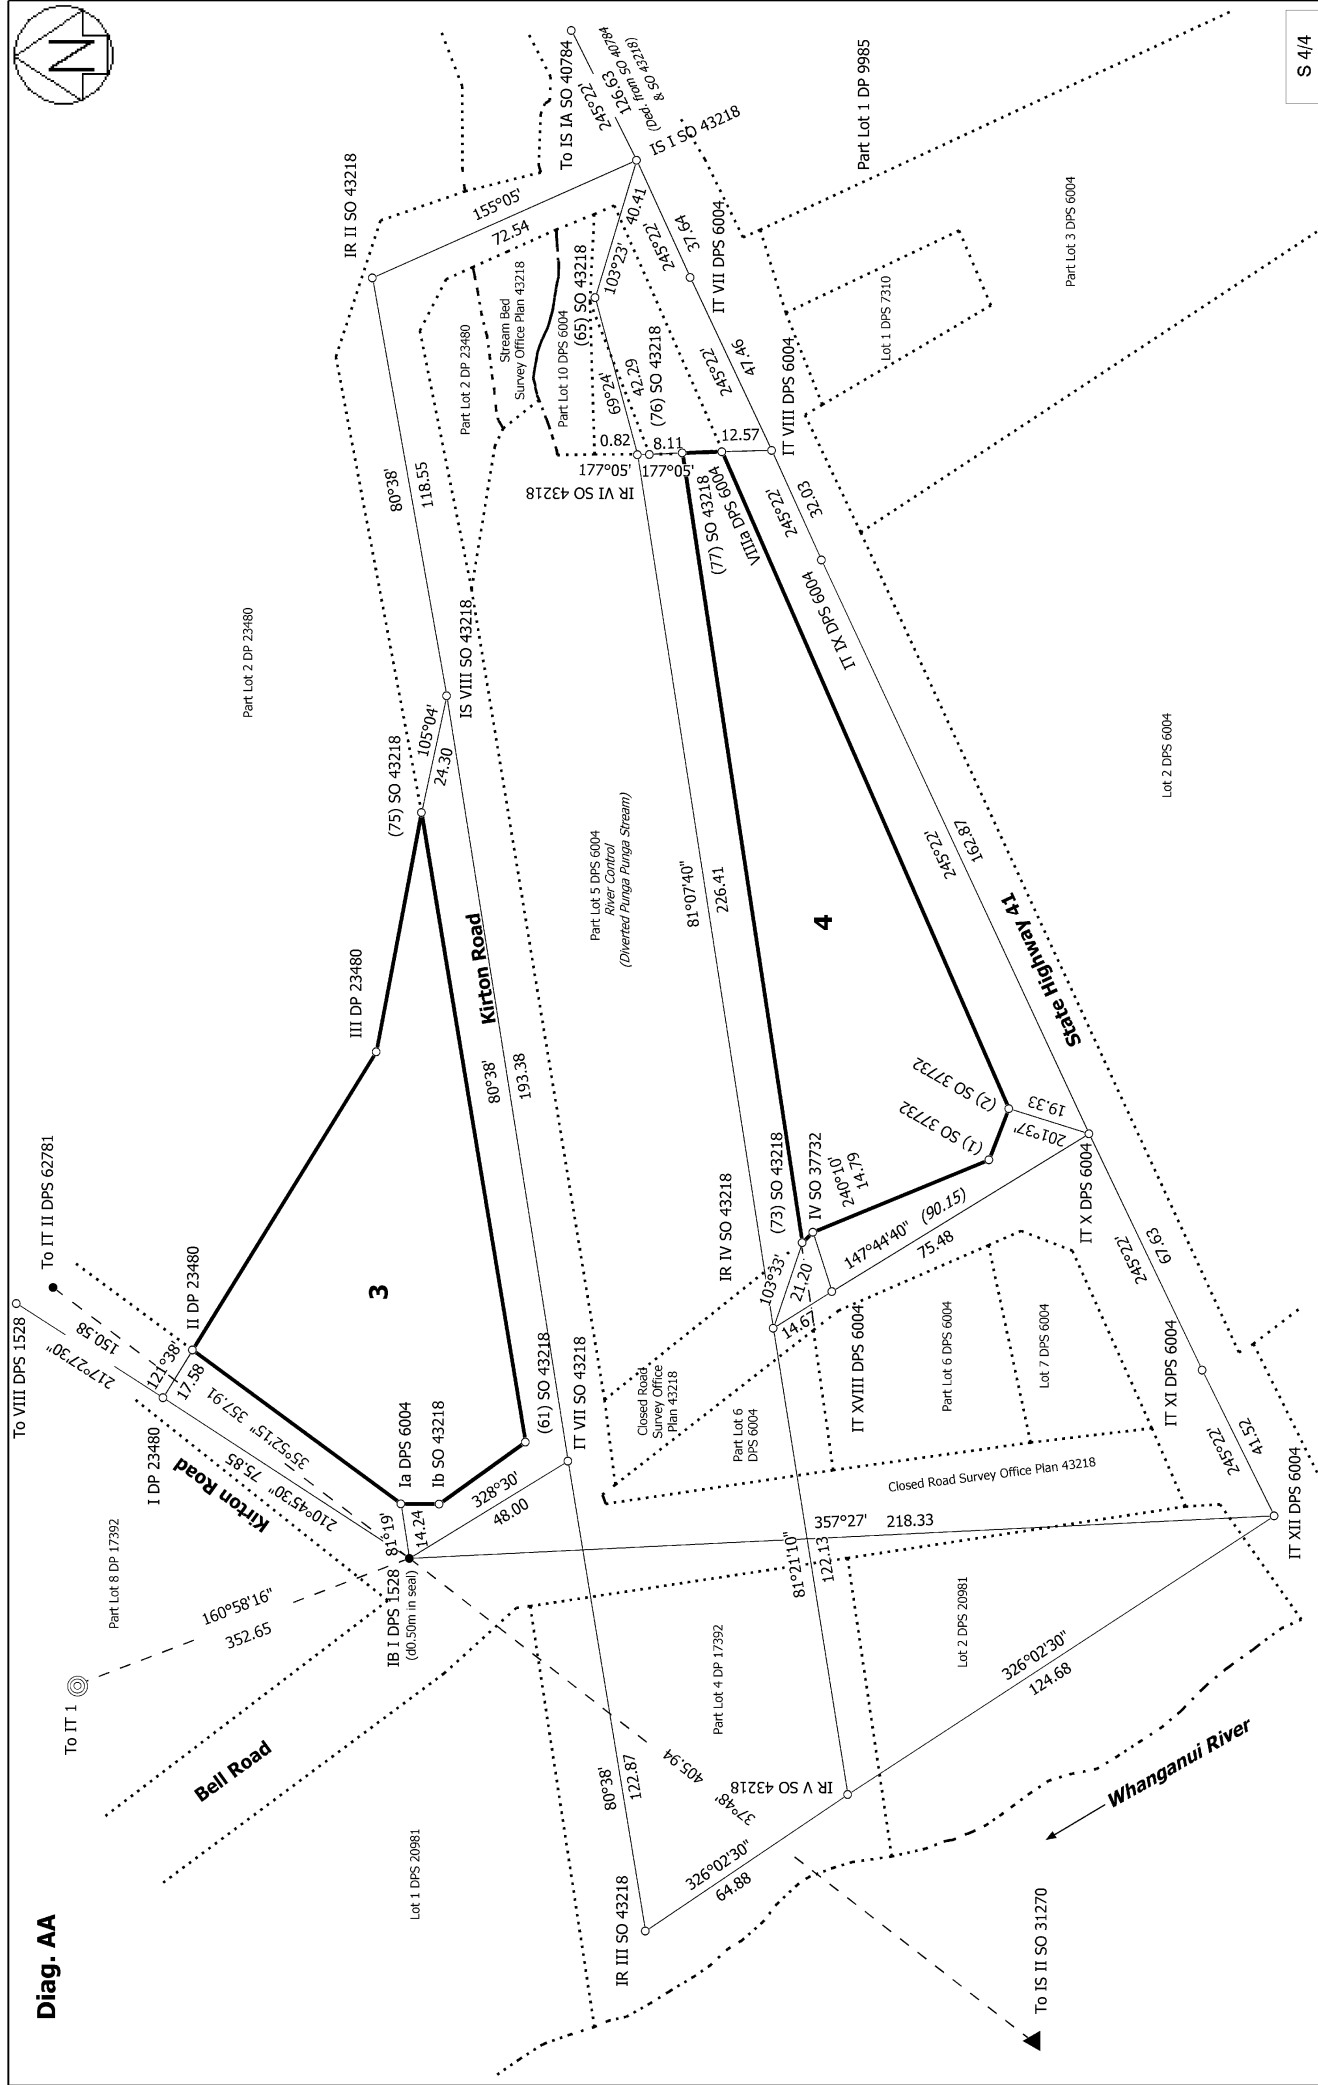 Diag. AA
N
To VIII DPS 1528
To IT II DPS 62781
217°27'30"
150.58
121°38'
17.58
II DP 23480
I DP 23480
357.91
35°52'15"
75.85
210°45'30"
Kirton Road
Part Lot 8 DP 17392
To IT 1
160°58'16"
352.65
Bell Road
Lot 1 DPS 20981
IB I DPS 1528
(d0.50m in seal)
81°19'
14.24
Ia DPS 6004
Ib SO 43218
328°30'
48.00
(61) SO 43218
IT VII SO 43218
3
III DP 23480
(75) SO 43218
105°04'
24.30
IS VIII SO 43218
Kirton Road
80°38'
193.38
Part Lot 2 DP 23480
80°38'
118.55
IR II SO 43218
155°05'
72.54
Part Lot 2 DP 23480
Stream Bed
Survey Office Plan 43218
Part Lot 10 DPS 6004
(65) SO 43218
103°23'
40.41
To IS IA SO 40784
245°22'
126.63
(Ded. from SO 40784
& SO 43218)
IS I SO 43218
69°24'
42.29
(76) SO 43218
0.82
8.11
177°05'
177°05'
IR VI SO 43218
12.57
(77) SO 43218
VIIIa DPS 6004
245°22'
37.64
IT VII DPS 6004
245°22'
47.46
IT VIII DPS 6004
245°22'
32.03
IT IX DPS 6004
Part Lot 1 DP 9985
Part Lot 3 DPS 6004
Lot 1 DPS 7310
Lot 2 DPS 6004
Part Lot 5 DPS 6004
River Control
(Diverted Punga Punga Stream)
81°07'40"
226.41
4
245°22'
162.87
State Highway 41
IR IV SO 43218
(73) SO 43218
IV SO 37732
240°10'
14.79
(1) SO 37732
(2) SO 37732
201°37'
19.33
IT X DPS 6004
103°33'
21.20
14.67
147°44'40"
(90.15)
75.48
IT XVIII DPS 6004
Closed Road
Survey Office
Plan 43218
Part Lot 6
DPS 6004
Part Lot 6 DPS 6004
Lot 7 DPS 6004
245°22'
67.63
IT XI DPS 6004
245°22'
41.52
IT XII DPS 6004
Closed Road Survey Office Plan 43218
357°27'
218.33
81°21'10"
122.13
Part Lot 4 DP 17392
Lot 2 DPS 20981
326°02'30"
124.68
80°38'
122.87
405.94
37°48'
IR V SO 43218
326°02'30"
64.88
IR III SO 43218
Whanganui River
To IS II SO 31270
S 4/4